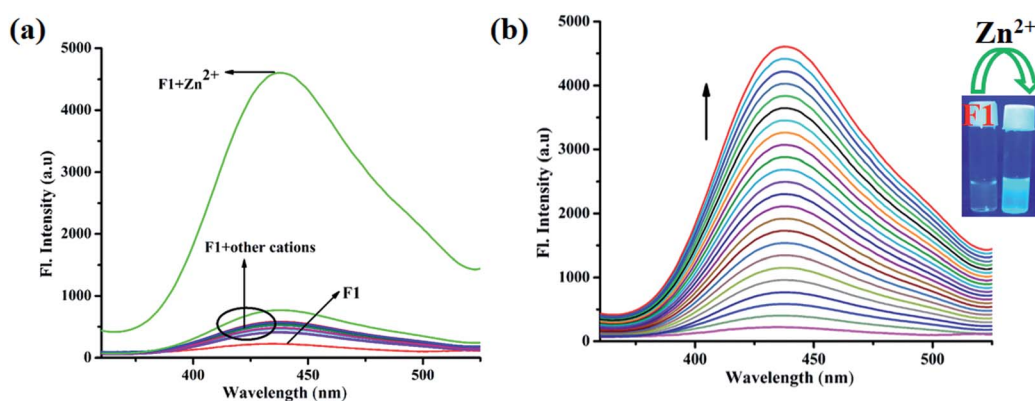 (a)
5000
4000
3000
2000
1000
0
Fl. Intensity (a.u)
F1+Zn2+
F1+other cations
F1
400
450
500
Wavelength (nm)
(b)
5000
4000
3000
2000
1000
0
Fl. Intensity (a.u)
400
450
500
Wavelength (nm)
Zn2+
F1